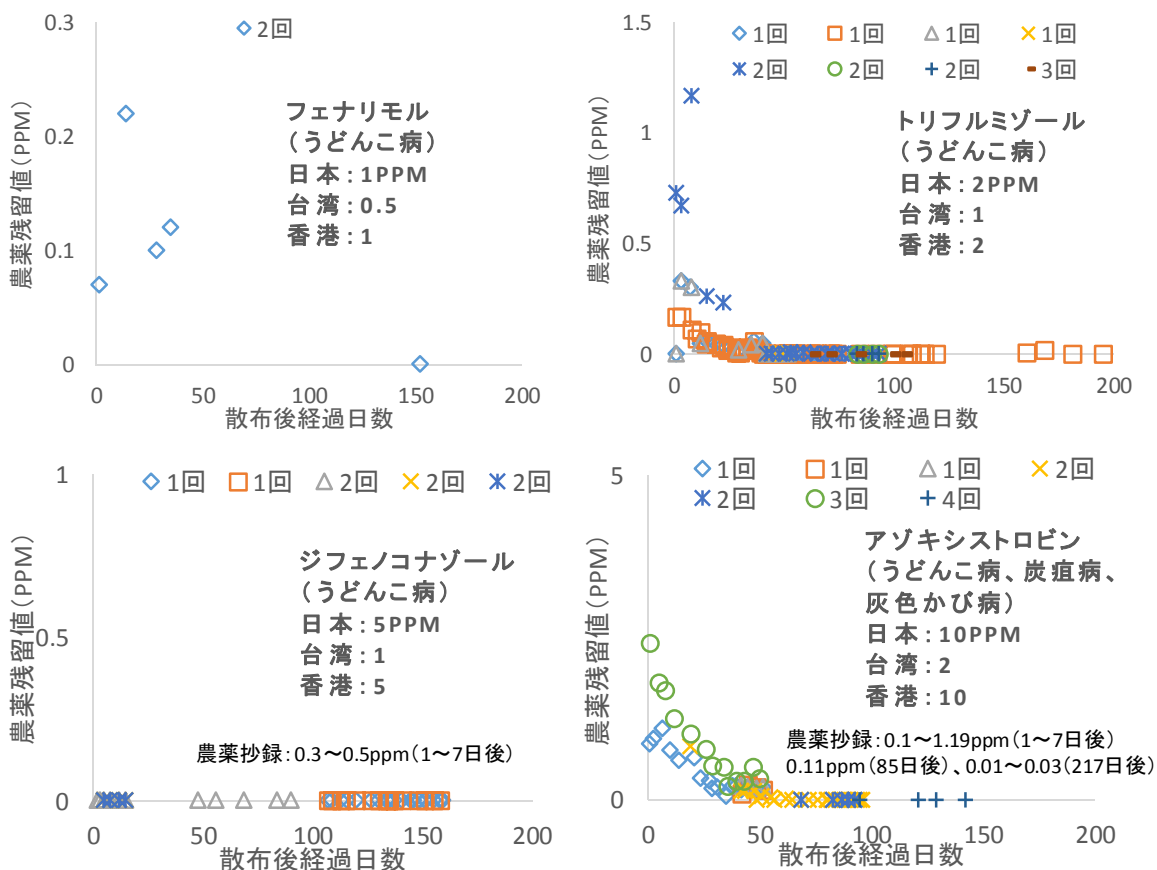 農薬残留値(PPM)
0.3
0.2
0.1
0
0 50 100 150 200
散布後経過日数
2回
フェナリモル
(うどんこ病)
日本:1PPM
台湾:0.5
香港:1
農薬残留値(PPM)
1.5
1
0.5
0
0 50 100 150 200
散布後経過日数
1回 1回 1回 1回
2回 2回 2回 3回
トリフルミゾール
(うどんこ病)
日本:2PPM
台湾:1
香港:2
農薬残留値(PPM)
1
0.5
0
0 50 100 150 200
散布後経過日数
1回 1回 2回 2回 2回
ジフェノコナゾール
(うどんこ病)
日本:5PPM
台湾:1
香港:5
農薬抄録:0.3~0.5ppm(1~7日後)
農薬残留値(PPM)
5
0
0 50 100 150 200
散布後経過日数
1回 1回 1回 2回
2回 3回 4回
アゾキシストロビン
(うどんこ病、炭疽病、
灰色かび病)
日本:10PPM
台湾:2
香港:10
農薬抄録:0.1~1.19ppm(1~7日後)
0.11ppm(85日後)、0.01~0.03(217日後)